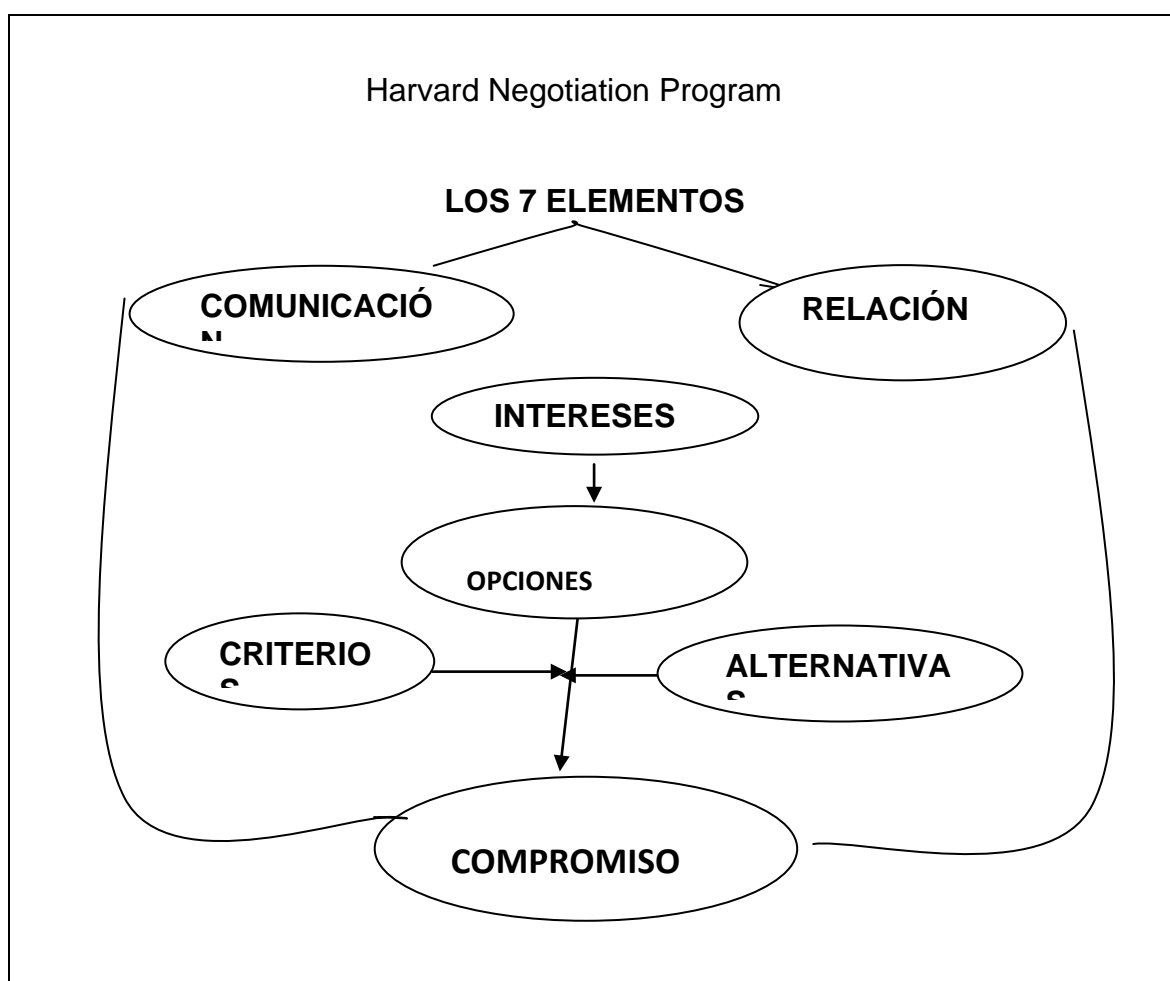 Harvard Negotiation Program
LOS 7 ELEMENTOS
COMUNICACIÓ
N
RELACIÓN
INTERESES
OPCIONES
CRITERIO
S
ALTERNATIVA
S
COMPROMISO